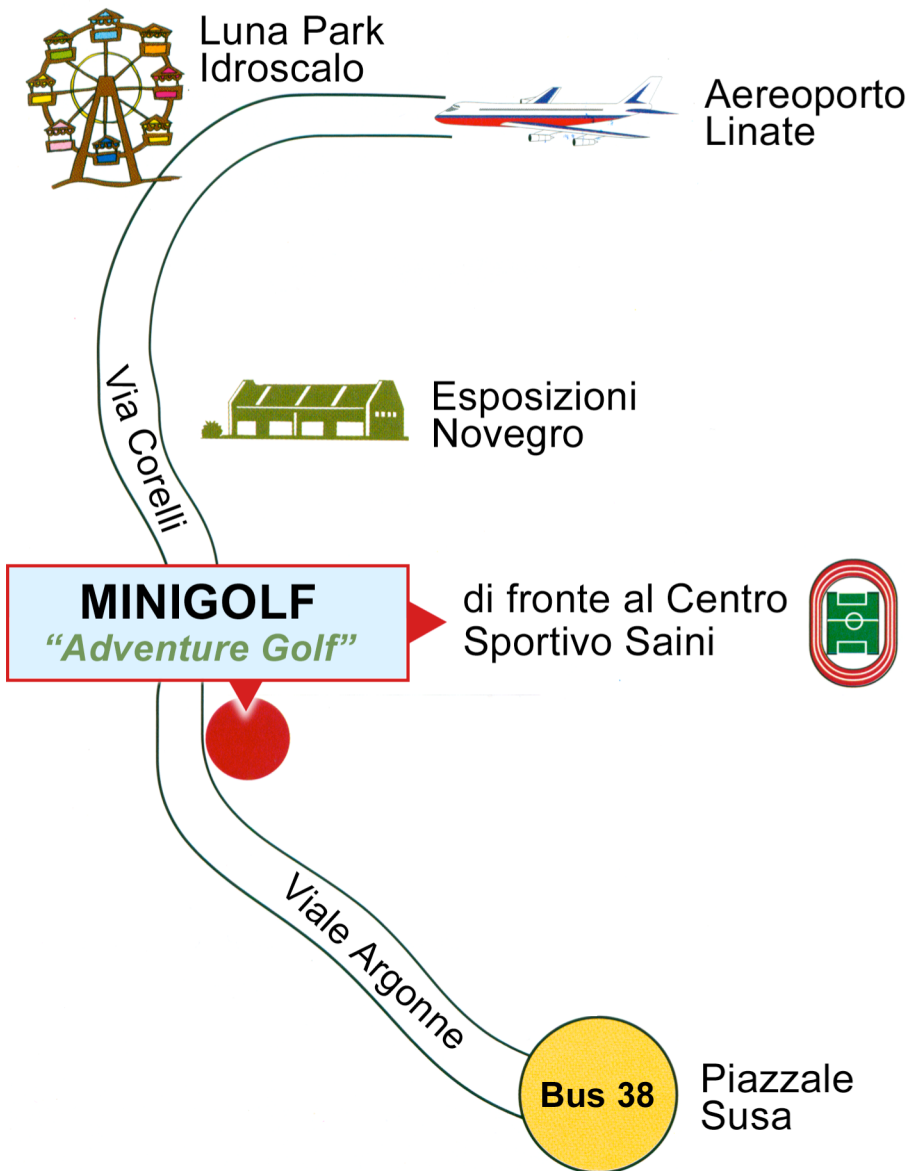 Luna Park
Idroscalo
Aereoporto
Linate
Via Corelli
Esposizioni
Novegro
MINIGOLF
“Adventure Golf”
di fronte al Centro
Sportivo Saini
Viale Argonne
Bus 38
Piazzale
Susa